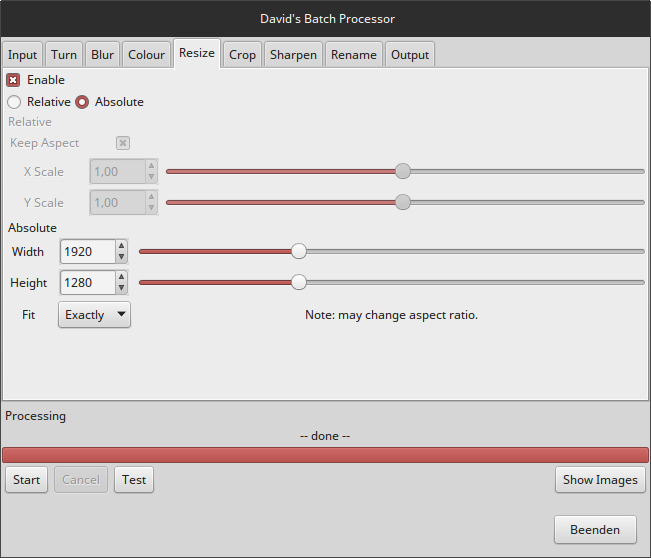 David's Batch Processor
Input Turn Blur Colour Resize Crop Sharpen Rename Output
Enable
Relative Absolute
Relative
Keep Aspect
X Scale 1,00
Y Scale 1,00
Absolute
Width 1920
Height 1280
Fit Exactly Note: may change aspect ratio.
Processing
-- done --
Start Cancel Test Show Images
Beenden